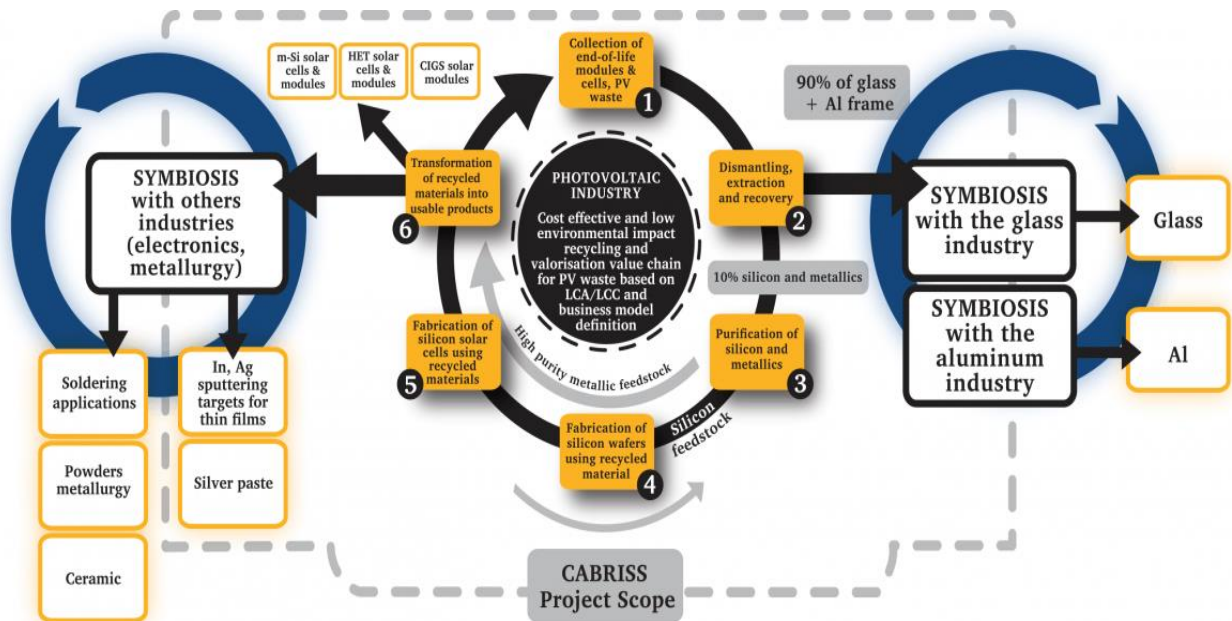 m-Si solar
cells &
modules
HET solar
cells &
modules
CIGS solar
modules
Collection of
end-of-life
modules &
cells, PV
waste
1
90% of glass
+ Al frame
SYMBIOSIS
with others
industries
(electronics,
metallurgy)
Transformation
of recycled
materials into
usable products
6
PHOTOVOLTAIC
INDUSTRY
Cost effective and low
environmental impact
recycling and
valorisation value chain
for PV waste based on
LCA/LCC and
business model
definition
Dismantling,
extraction
and recovery
2
SYMBIOSIS
with the glass
industry
Glass
10% silicon and metallics
SYMBIOSIS
with the
aluminum
industry
Al
Fabrication of
silicon solar
cells using
recycled
materials
5
High purity metallic feedstock
Purification of
silicon and
metallics
3
Silicon
feedstock
Fabrication of
silicon wafers
using recycled
material
4
Soldering
applications
In, Ag
sputtering
targets for
thin films
Powders
metallurgy
Silver paste
Ceramic
CABRISS
Project Scope